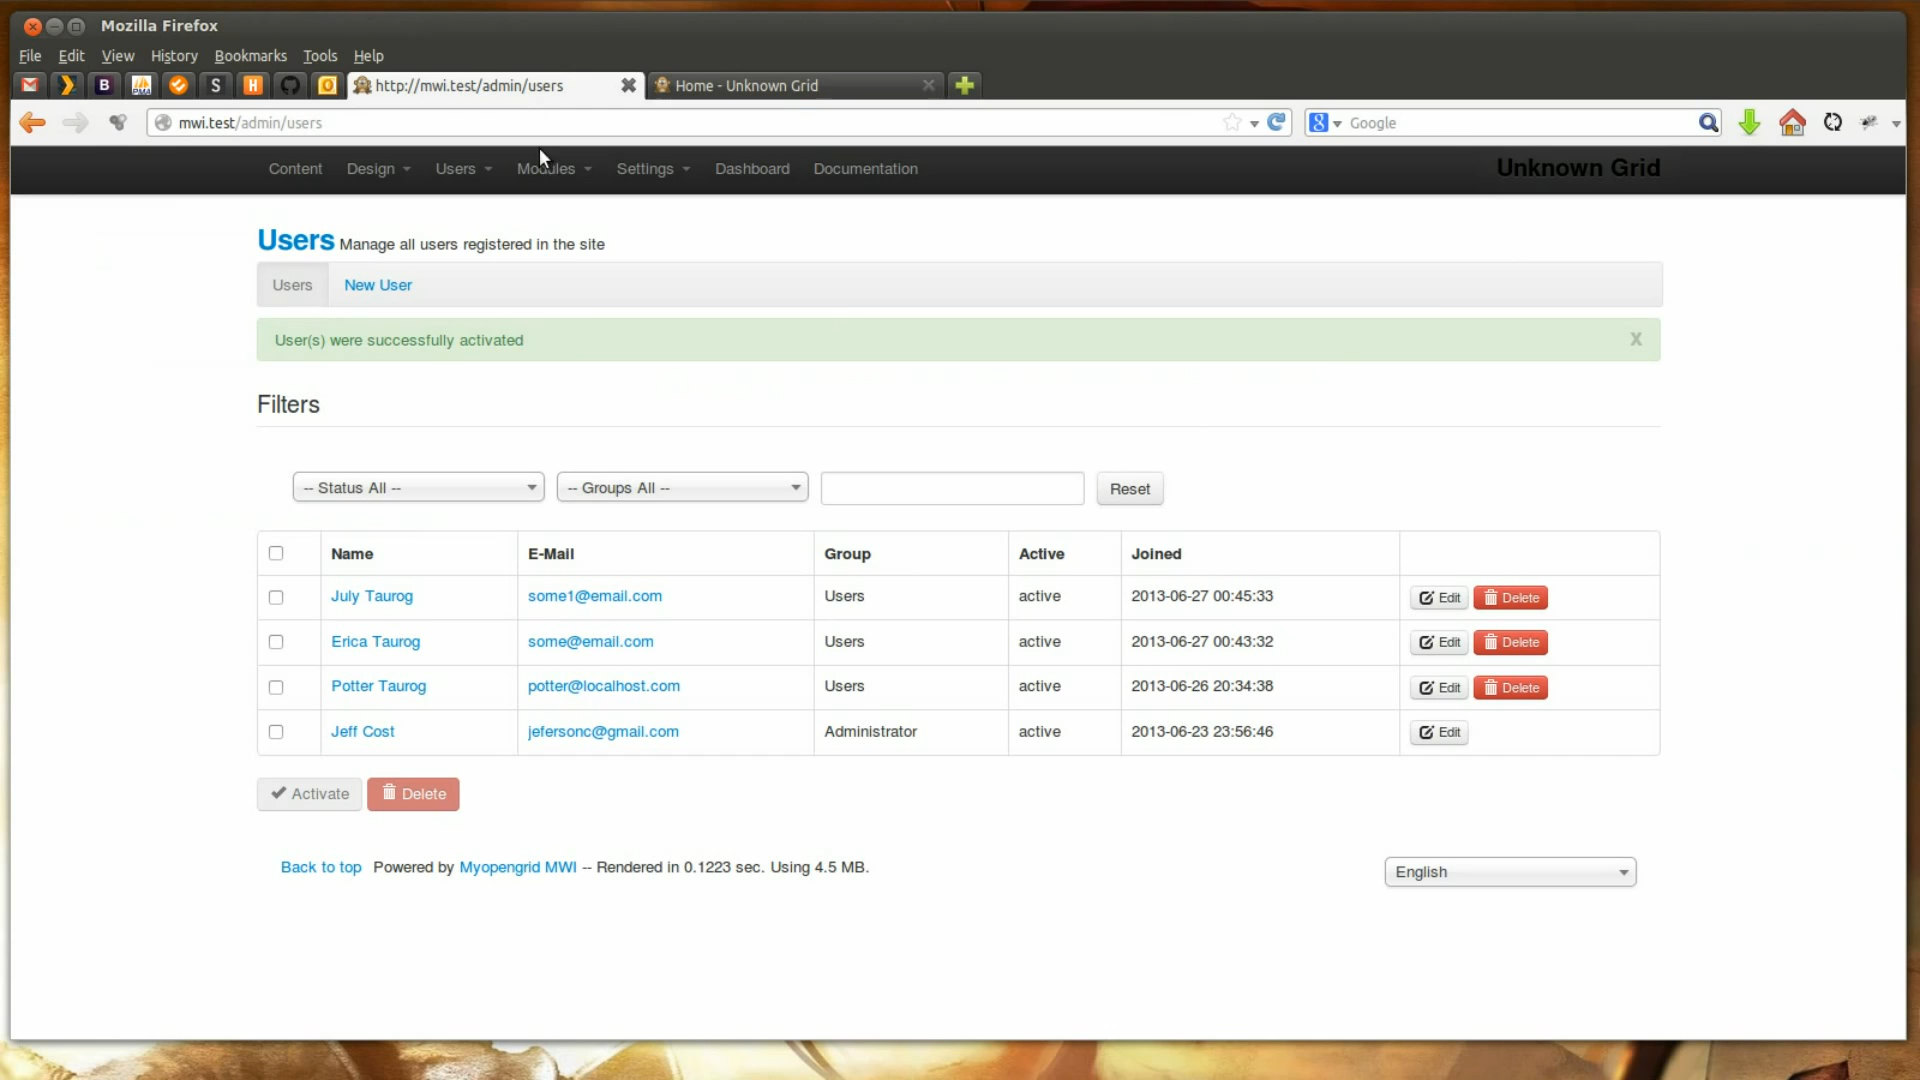 Mozilla Firefox
File Edit View History Bookmarks Tools Help
B PMA S H O http://mwi.test/admin/users Home - Unknown Grid
mwi.test/admin/users 8 Google
Content Design Users Modules Settings Dashboard Documentation Unknown Grid
Users Manage all users registered in the site
Users New User
User(s) were successfully activated X
Filters
-- Status All -- -- Groups All -- Reset
Name E-Mail Group Active Joined
July Taurog some1@email.com Users active 2013-06-27 00:45:33 Edit Delete
Erica Taurog some@email.com Users active 2013-06-27 00:43:32 Edit Delete
Potter Taurog potter@localhost.com Users active 2013-06-26 20:34:38 Edit Delete
Jeff Cost jefersonc@gmail.com Administrator active 2013-06-23 23:56:46 Edit
Activate Delete
Back to top Powered by Myopengrid MWI -- Rendered in 0.1223 sec. Using 4.5 MB. English